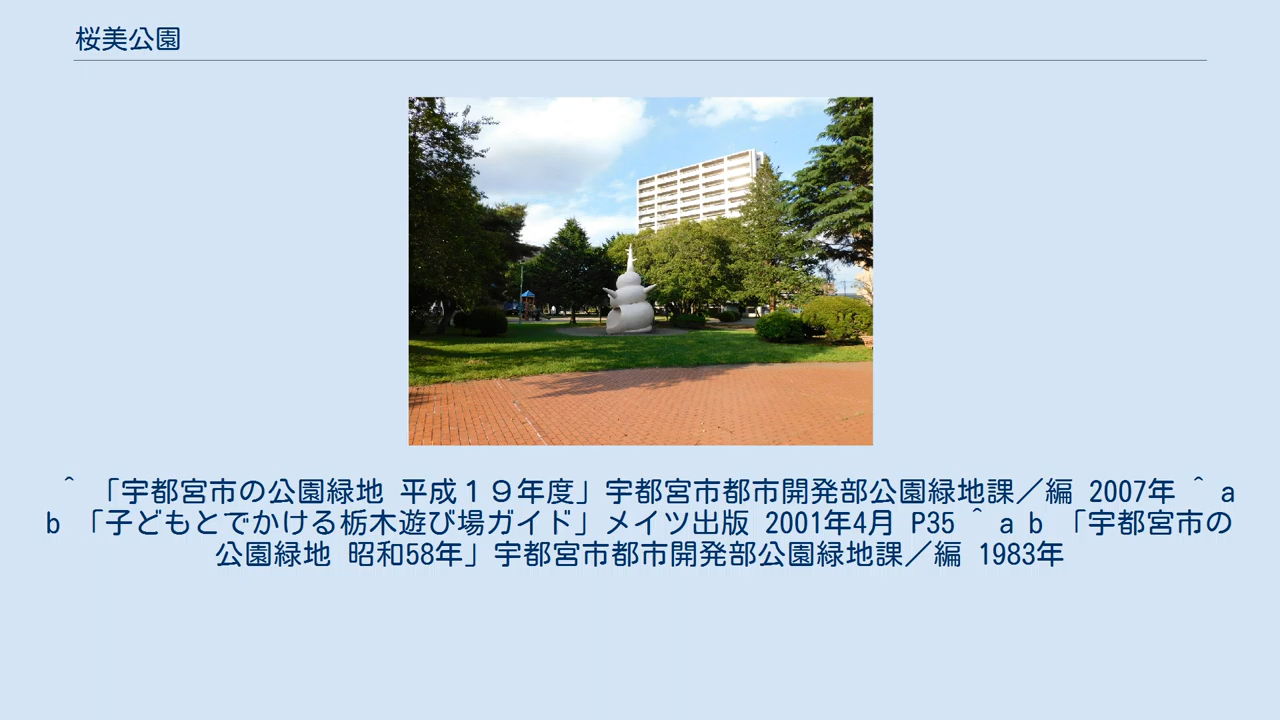 桜美公園
^ 「宇都宮市の公園緑地 平成１９年度」宇都宮市都市開発部公園緑地課／編 2007年 ^ a
b 「子どもとでかける栃木遊び場ガイド」メイツ出版 2001年4月 P35 ^ a b 「宇都宮市の
公園緑地 昭和58年」宇都宮市都市開発部公園緑地課／編 1983年